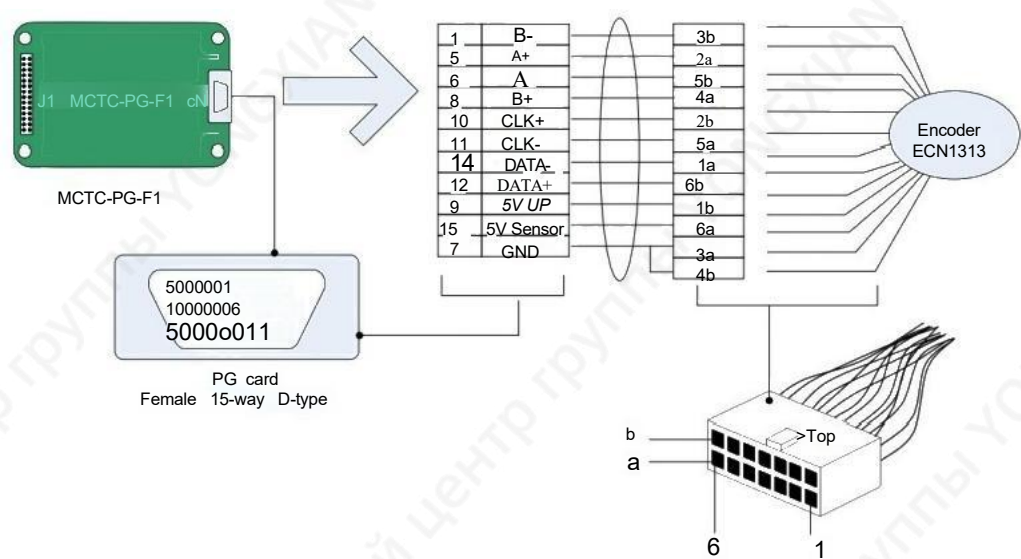 J1 MCTC-PG-F1 cN
MCTC-PG-F1
1 B- 3b
5 A+ 2a
6 A 5b
8 B+ 4a
10 CLK+ 2b
11 CLK- 5a
14 DATA- 1a
12 DATA+ 6b
9 5V UP 1b
15 5V Sensor 6a
7 GND 3a
4b
Encoder
ECN1313
5000001
10000006
5000o011
PG card
Female 15-way D-type
Top
b
a
6 1